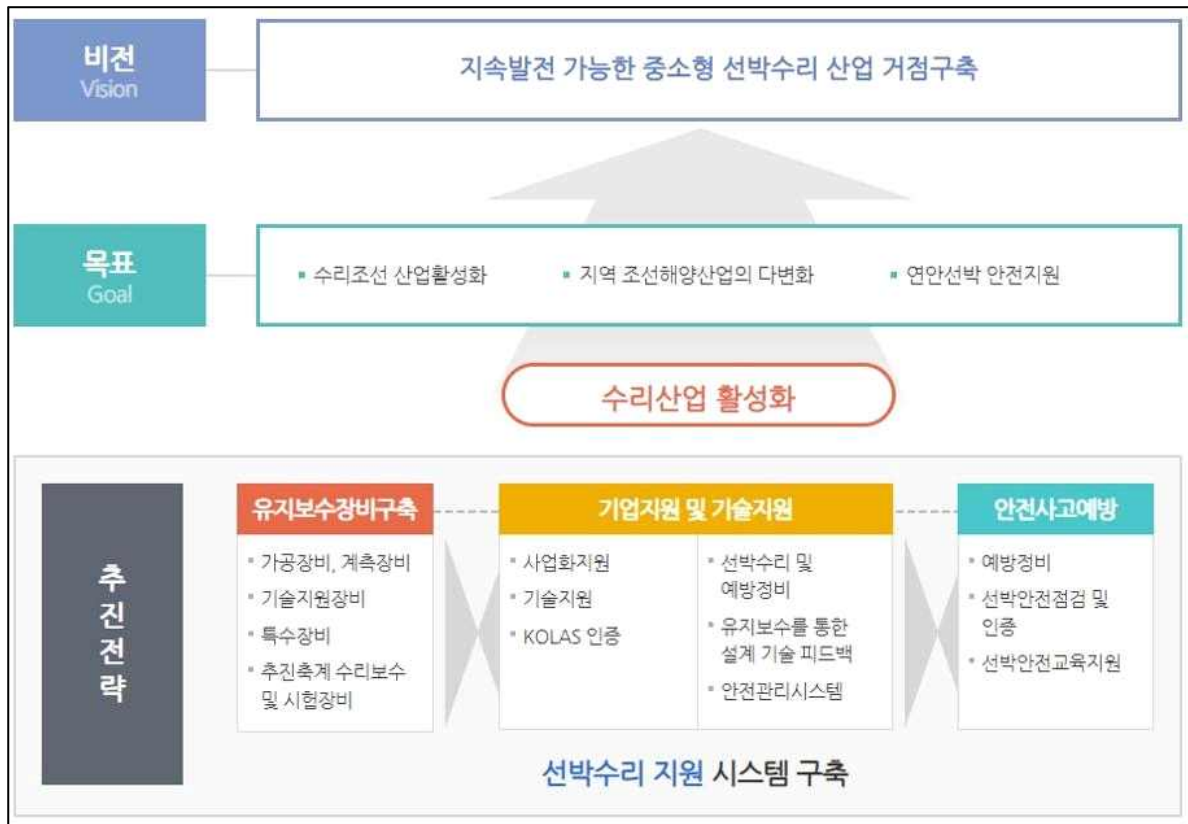 비전
Vision
지속발전 가능한 중소형 선박수리 산업 거점구축
목표
Goal
▪ 수리조선 산업활성화
▪ 지역 조선해양산업의 다변화
▪ 연안선박 안전지원
수리산업 활성화
추
진
전
략
유지보수장비구축
▪ 가공장비, 계측장비
▪ 기술지원장비
▪ 특수장비
▪ 추진축계 수리보수
및 시험장비
기업지원 및 기술지원
▪ 사업화지원
▪ 기술지원
▪ KOLAS 인증
▪ 선박수리 및
예방정비
▪ 유지보수를 통한
설계 기술 피드백
▪ 안전관리시스템
안전사고예방
▪ 예방정비
▪ 선박안전점검 및
인증
▪ 선박안전교육지원
선박수리 지원 시스템 구축